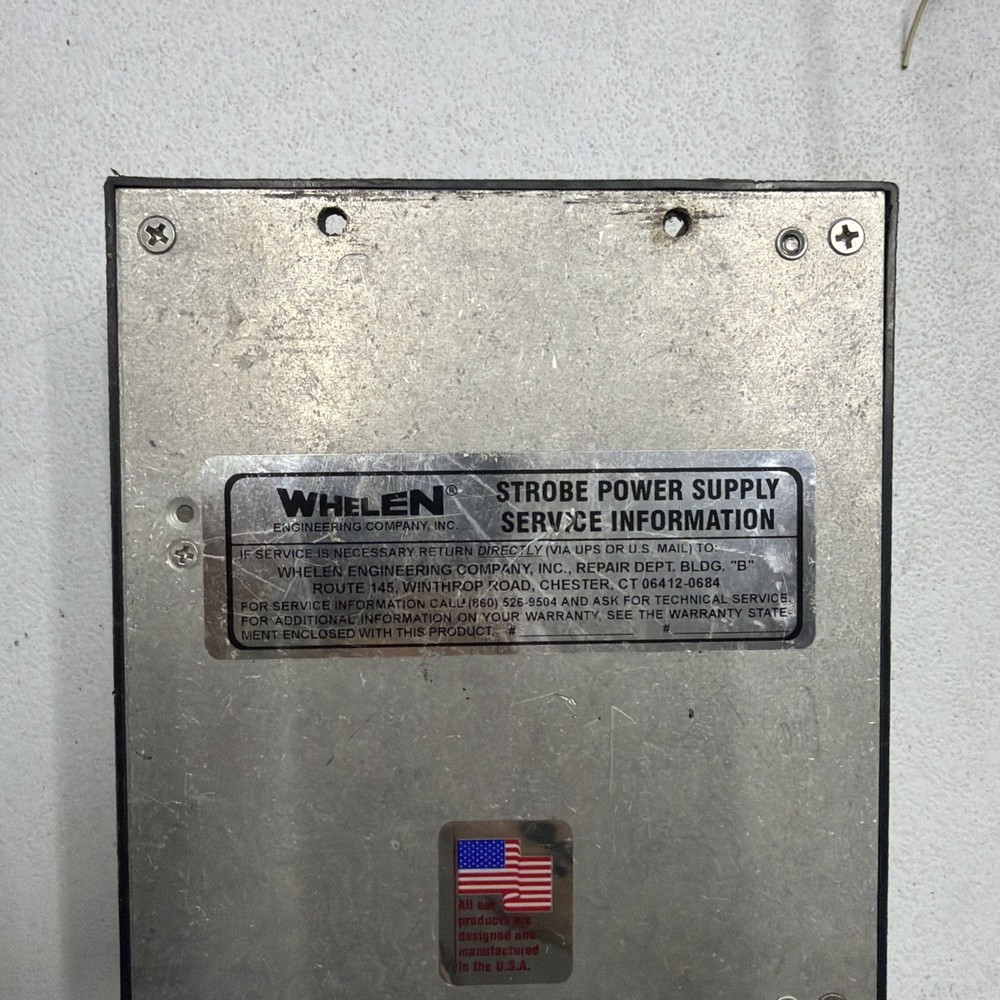 WHELEN®
ENGINEERING COMPANY, INC.
STROBE POWER SUPPLY
SERVICE INFORMATION
IF SERVICE IS NECESSARY RETURN DIRECTLY (VIA UPS OR U.S. MAIL) TO:
WHELEN ENGINEERING COMPANY, INC., REPAIR DEPT. BLDG. "B"
ROUTE 145, WINTHROP ROAD, CHESTER, CT 06412-0684
FOR SERVICE INFORMATION CALL (860) 526-9504 AND ASK FOR TECHNICAL SERVICE.
FOR ADDITIONAL INFORMATION ON YOUR WARRANTY, SEE THE WARRANTY STATE-
MENT ENCLOSED WITH THIS PRODUCT. # #
All our
products are
designed and
manufactured
in the U.S.A.